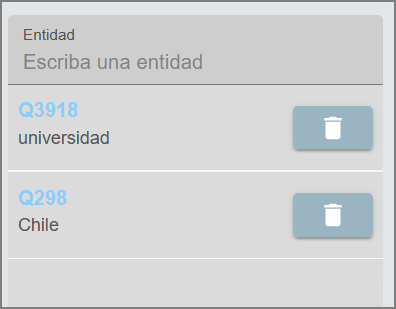 Entidad
Escriba una entidad
Q3918
universidad
Q298
Chile